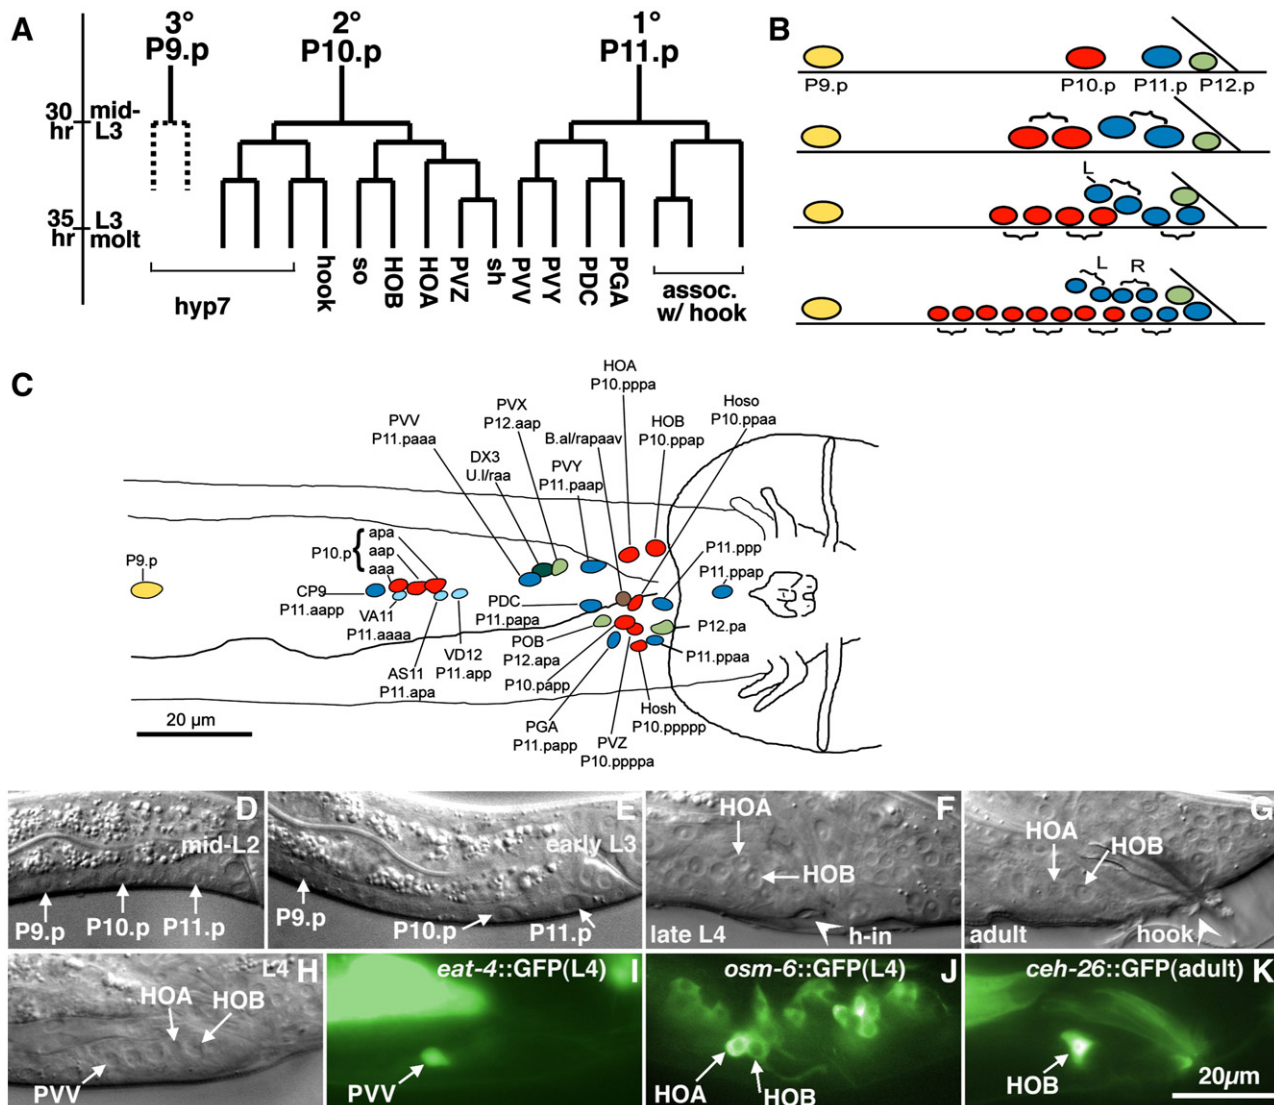 A
3° 2° 1°
P9.p P10.p P11.p
30 hr mid-L3
35 hr L3 molt
hyp7
hook
so
HOB
HOA
PVZ
sh
PVV
PVY
PDC
PGA
assoc. w/ hook
B
P9.p P10.p P11.p P12.p
L
L R
C
HOA
P10.pppa
PVX
P12.aap
Hoso
P10.ppaa
PVV
P11.paaa
HOB
P10.ppap
B.al/rapaav
DX3
U.l/raa
PVY
P11.paap
P10.p { apa
aap
aaa
P9.p
P11.ppp
P11.ppap
CP9
P11.aapp
PDC
P11.papa
VA11
P11.aaaa
P12.pa
POB
P12.apa
VD12
P11.app
P11.ppaa
AS11
P11.apa
P10.papp
20 µm
Hosh
P10.ppppp
PGA
P11.papp
PVZ
P10.ppppa
D
mid-L2
P9.p P10.p P11.p
E
early L3
P9.p P10.p P11.p
F
HOA
HOB
late L4 h-in
G
HOA HOB
adult hook
H
L4
HOA HOB
PVV
eat-4::GFP(L4) I
PVV
osm-6::GFP(L4) J
HOA HOB
ceh-26::GFP(adult) K
HOB
20µm